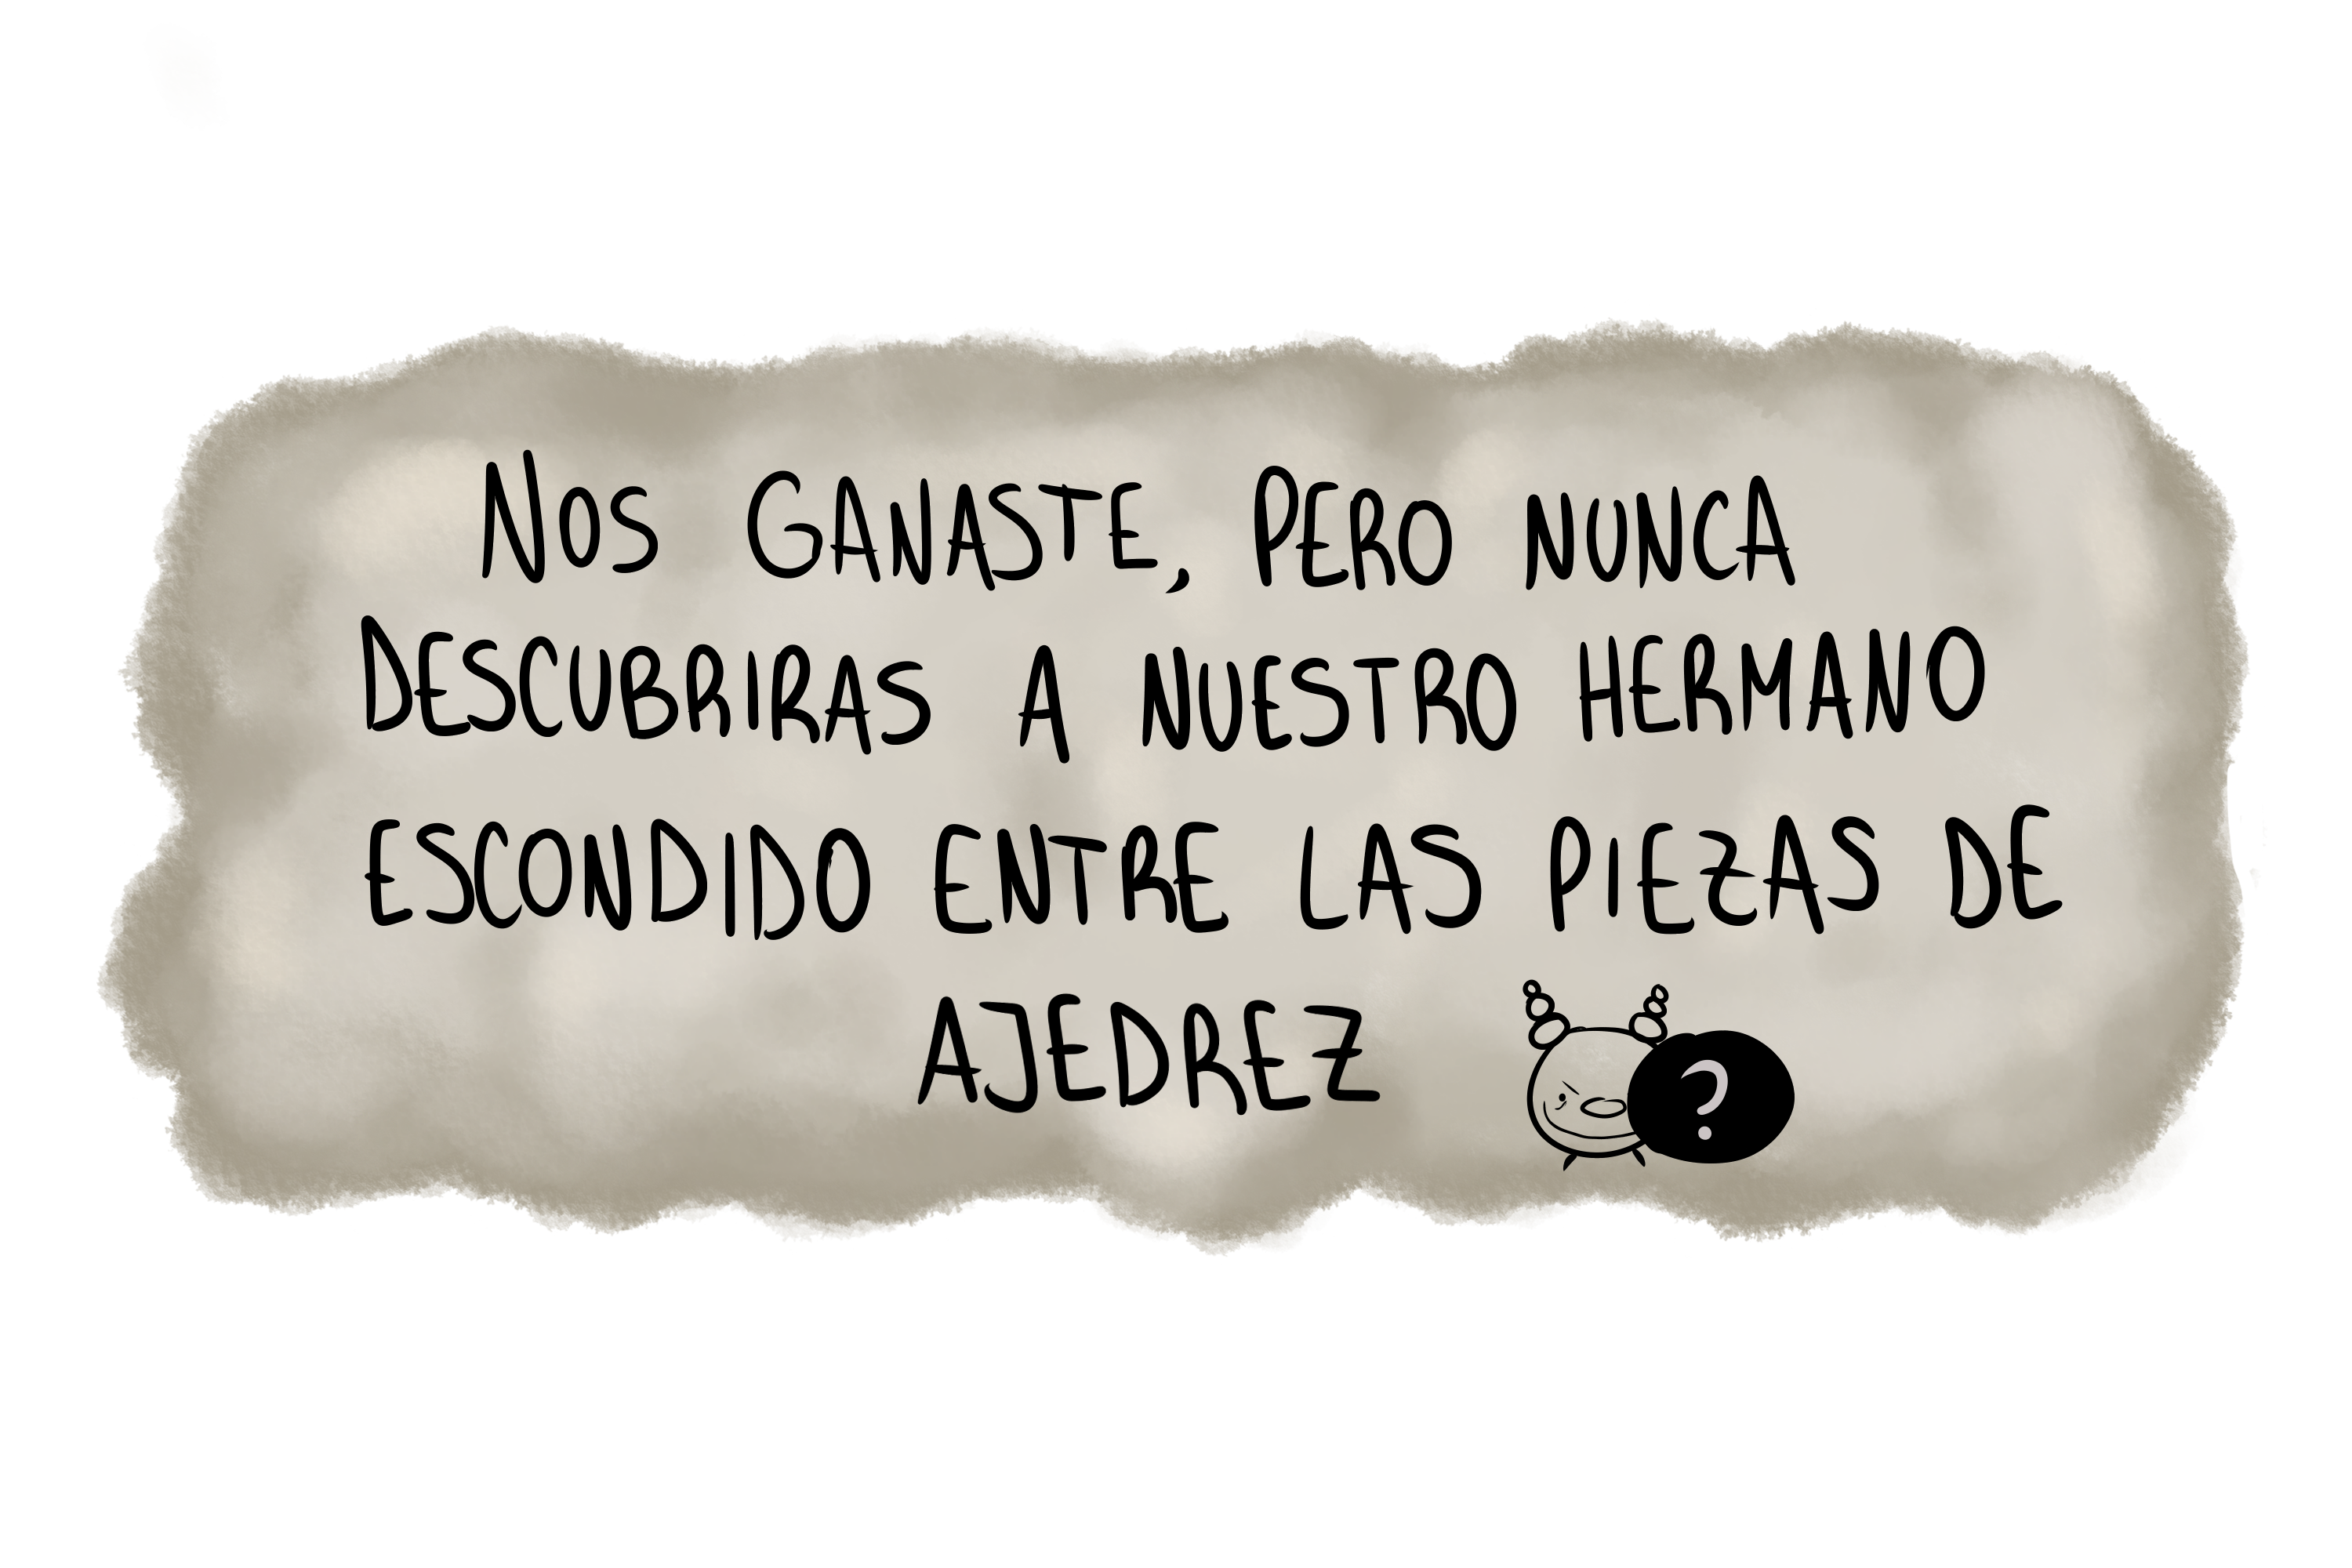 NOS GANASTE, PERO NUNCA
DESCUBRIRAS A NUESTRO HERMANO
ESCONDIDO ENTRE LAS PIEZAS DE
AJEDREZ
?